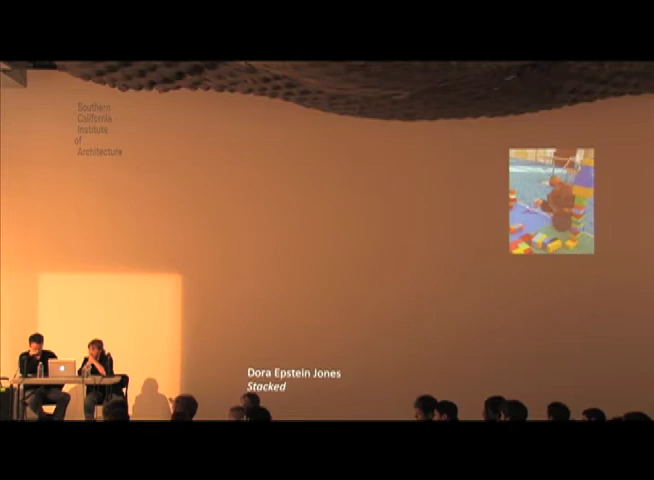 Southern
California
Institute
of
Architecture
Dora Epstein Jones
Stacked